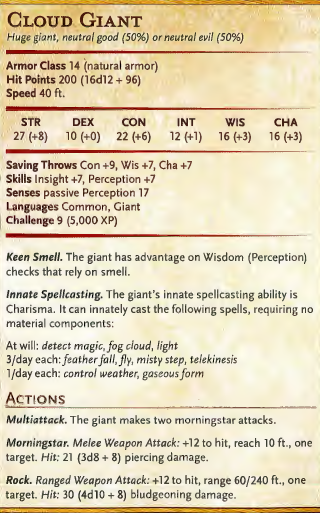 CLOUD GIANT
Huge giant, neutral good (50%) or neutral evil (50%)
Armor Class 14 (natural armor)
Hit Points 200 (16d12 + 96)
Speed 40 ft.
STR DEX CON INT WIS CHA
27 (+8) 10 (+0) 22 (+6) 12 (+1) 16 (+3) 16 (+3)
Saving Throws Con +9, Wis +7, Cha +7
Skills Insight +7, Perception +7
Senses passive Perception 17
Languages Common, Giant
Challenge 9 (5,000 XP)
Keen Smell. The giant has advantage on Wisdom (Perception)
checks that rely on smell.
Innate Spellcasting. The giant's innate spellcasting ability is
Charisma. It can innately cast the following spells, requiring no
material components:
At will: detect magic, fog cloud, light
3/day each: feather fall, fly, misty step, telekinesis
1/day each: control weather, gaseous form
ACTIONS
Multiattack. The giant makes two morningstar attacks.
Morningstar. Melee Weapon Attack: +12 to hit, reach 10 ft., one
target. Hit: 21 (3d8 + 8) piercing damage.
Rock. Ranged Weapon Attack: +12 to hit, range 60/240 ft., one
target. Hit: 30 (4d10 + 8) bludgeoning damage.